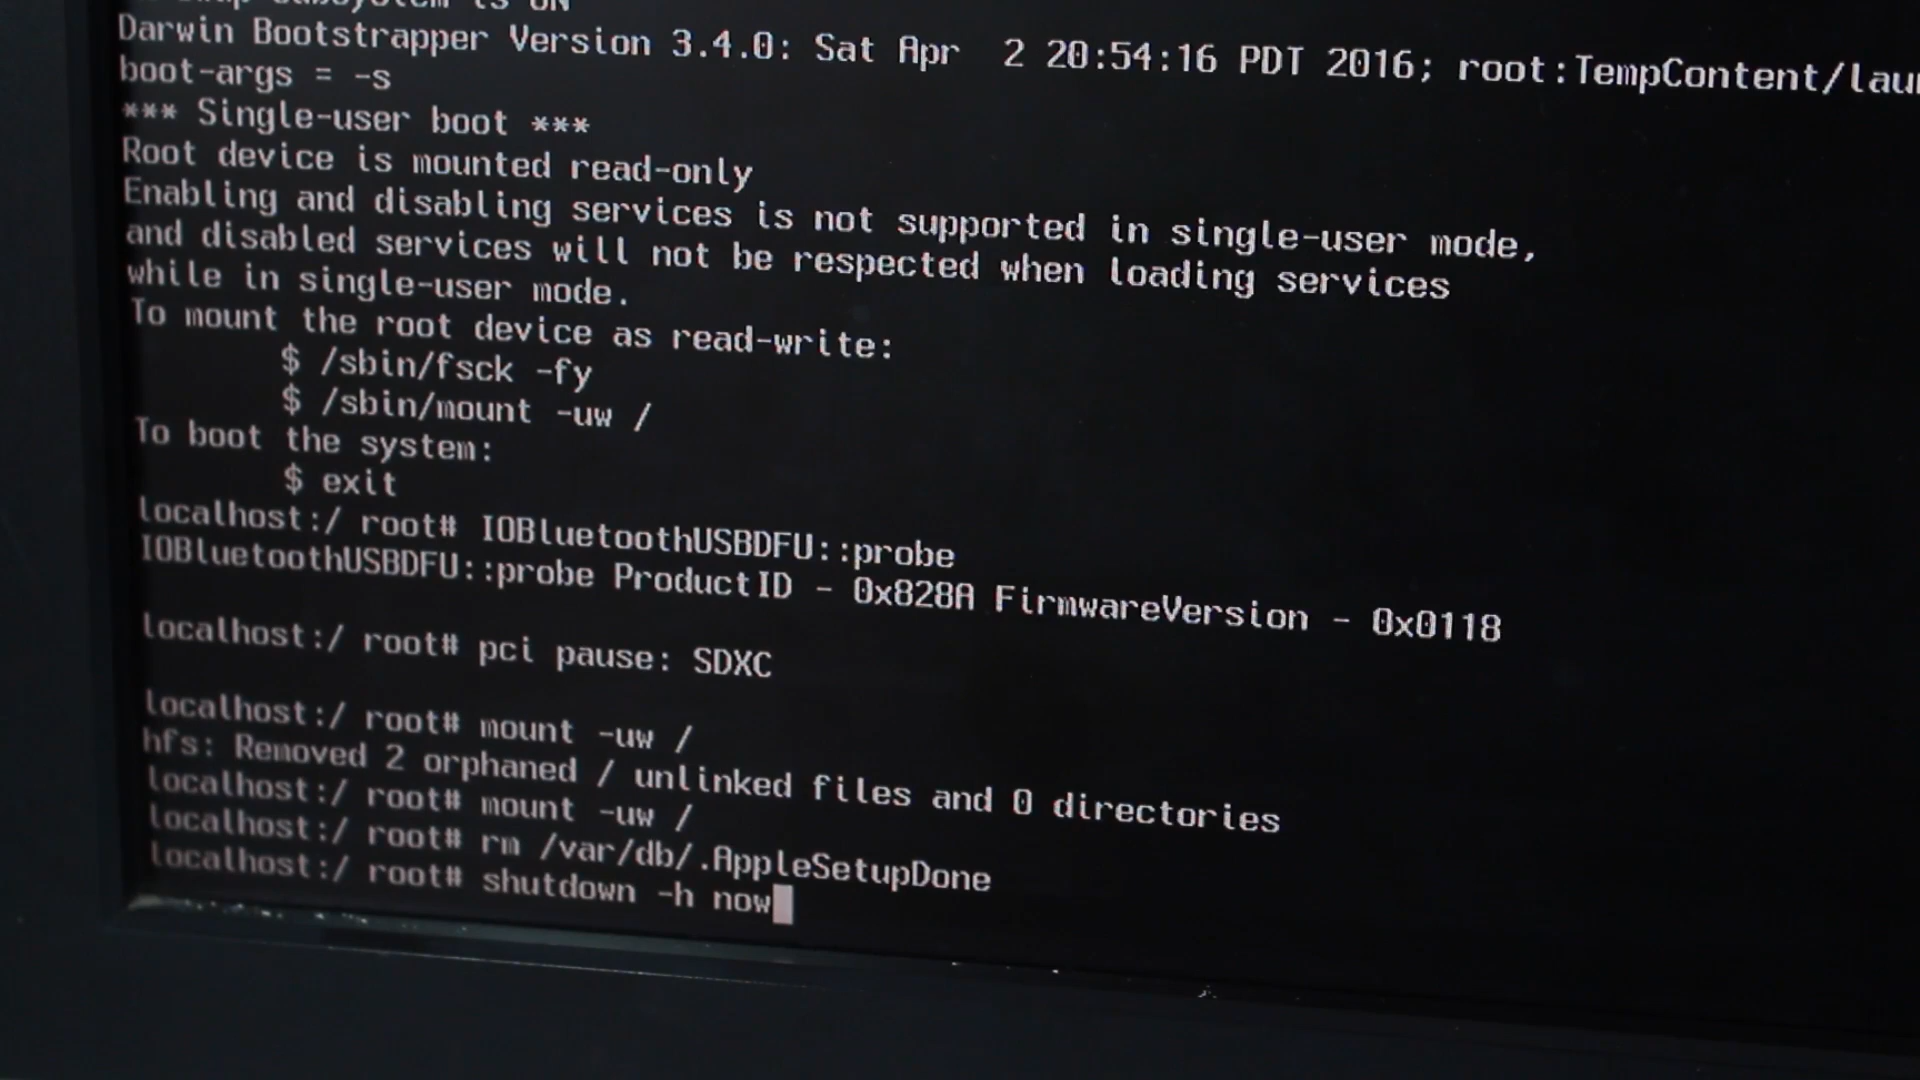 subsystem is ON
Darwin Bootstrapper Version 3.4.0: Sat Apr  2 20:54:16 PDT 2016; root:TempContent/lau
boot-args = -s
*** Single-user boot ***
Root device is mounted read-only
Enabling and disabling services is not supported in single-user mode,
and disabled services will not be respected when loading services
while in single-user mode.
To mount the root device as read-write:
$ /sbin/fsck -fy
$ /sbin/mount -uw /
To boot the system:
$ exit
localhost:/ root# IOBluetoothUSBDFU::probe
IOBluetoothUSBDFU::probe ProductID - 0x828A FirmwareVersion - 0x0118
localhost:/ root# pci pause: SDXC
localhost:/ root# mount -uw /
hfs: Removed 2 orphaned / unlinked files and 0 directories
localhost:/ root# mount -uw /
localhost:/ root# rm /var/db/.AppleSetupDone
localhost:/ root# shutdown -h now